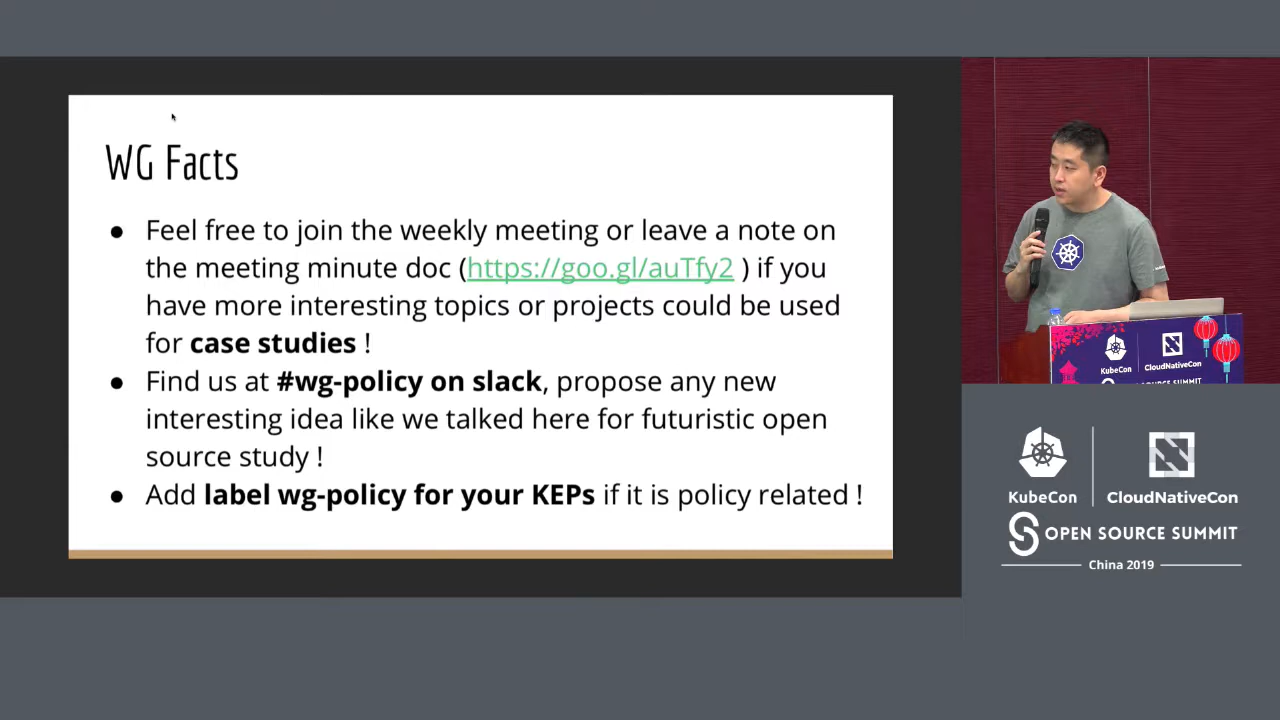 WG Facts
● Feel free to join the weekly meeting or leave a note on
the meeting minute doc (https://goo.gl/auTfy2 ) if you
have more interesting topics or projects could be used
for case studies !
● Find us at #wg-policy on slack, propose any new
interesting idea like we talked here for futuristic open
source study !
● Add label wg-policy for your KEPs if it is policy related !
KubeCon
CloudNativeCon
KubeCon
CloudNativeCon
OPEN SOURCE SUMMIT
China 2019